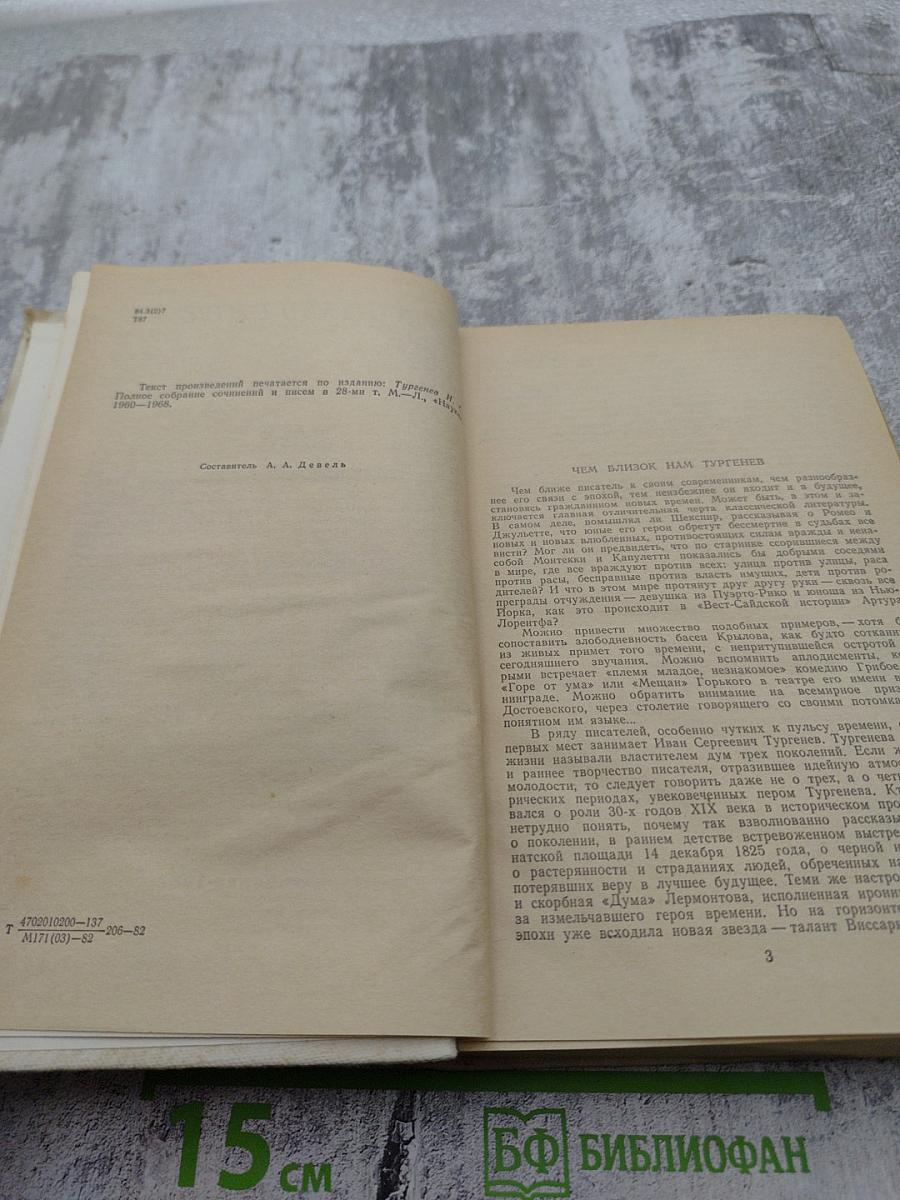 84.3(2)7
Т87
Текст произведений печатается по изданию: Тургенев И.
Полное собрание сочинений и писем в 28-ми т. М.—Л., «Наука»,
1960—1968.
Составитель А. А. Девель
Т 4702010200—137
М171(03)—82
206—82
ЧЕМ БЛИЗОК НАМ ТУРГЕНЕВ
Чем ближе писатель к своим современникам, чем разнообраз-
нее его связи с эпохой, тем неизбежнее он входит и в будущее,
становясь гражданином новых времен. Может быть, в этом и за-
ключается главная отличительная черта классической литературы.
В самом деле, помышлял ли Шекспир, рассказывая о Ромео и
Джульетте, что юные его герои обретут бессмертие в судьбах все
новых и новых влюбленных, противостоящих силам вражды и нена-
висти? Мог ли он предвидеть, что по старинке ссорившиеся между
собой Монтекки и Капулетти показались бы добрыми соседями
в мире, где все враждуют против всех: улица против улицы, раса
против расы, бесправные против власть имущих, дети против ро-
дителей? И что в этом мире протянут друг другу руки — сквозь все
преграды отчуждения — девушка из Пуэрто-Рико и юноша из Нью-
Йорка, как это происходит в «Вест-Сайдской истории» Артура
Лорентфа?
Можно привести множество подобных примеров, — хотя б
сопоставить злободневность басен Крылова, как будто сотканн
из живых примет того времени, с непритупившейся остротой
сегодняшнего звучания. Можно вспомнить аплодисменты, ко
рыми встречает «племя младое, незнакомое» комедию Грибое
«Горе от ума» или «Мещан» Горького в театре его имени в
нинграде. Можно обратить внимание на всемирное приз
Достоевского, через столетие говорящего со своими потомка
понятном им языке...
В ряду писателей, особенно чутких к пульсу времени,
первых мест занимает Иван Сергеевич Тургенев. Тургенева
жизни называли властителем дум трех поколений. Если ж
и раннее творчество писателя, отразившее идейную атмос
молодости, то следует говорить даже не о трех, а о четы
рических периодах, увековеченных пером Тургенева. Кт
вался о роли 30-х годов XIX века в историческом про
нетрудно понять, почему так взволнованно рассказы
о поколении, в раннем детстве встревоженном выстре
натской площади 14 декабря 1825 года, о черной н
о растерянности и страданиях людей, обреченных на
потерявших веру в лучшее будущее. Теми же настро
и скорбная «Дума» Лермонтова, исполненная ирони
за измельчавшего героя времени. Но на горизонте
эпохи уже всходила новая звезда — талант Виссари
3
15 см
БФ БИБЛИОФАН